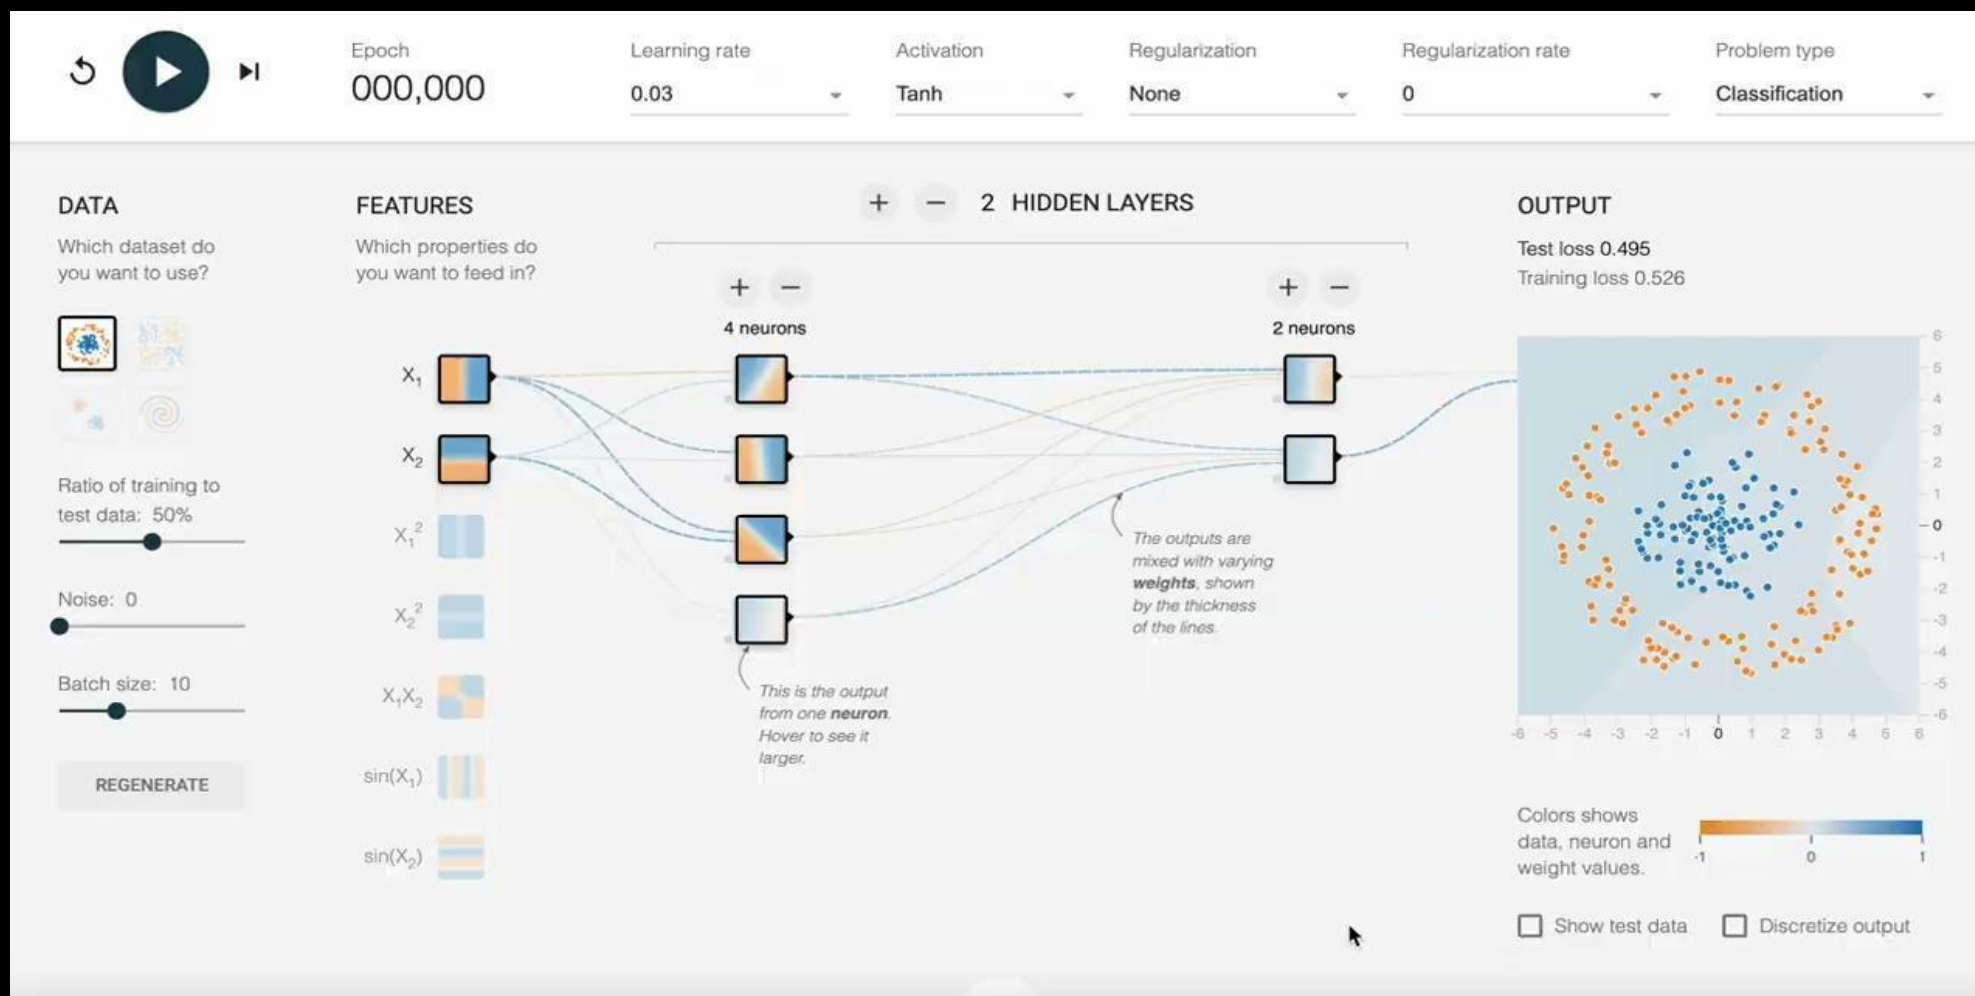 Epoch
000,000
Learning rate
0.03
Activation
Tanh
Regularization
None
Regularization rate
0
Problem type
Classification
DATA
Which dataset do
you want to use?
Ratio of training to
test data: 50%
Noise: 0
Batch size: 10
REGENERATE
FEATURES
Which properties do
you want to feed in?
X₁
X₂
X₁²
X₂²
X₁X₂
sin(X₁)
sin(X₂)
+ − 2 HIDDEN LAYERS
+ −
4 neurons
+ −
2 neurons
This is the output
from one neuron.
Hover to see it
larger.
The outputs are
mixed with varying
weights, shown
by the thickness
of the lines.
OUTPUT
Test loss 0.495
Training loss 0.526
6
5
4
3
2
1
0
-1
-2
-3
-4
-5
-6
-6 -5 -4 -3 -2 -1 0 1 2 3 4 5 6
Colors shows
data, neuron and
weight values.
-1 0 1
Show test data
Discretize output